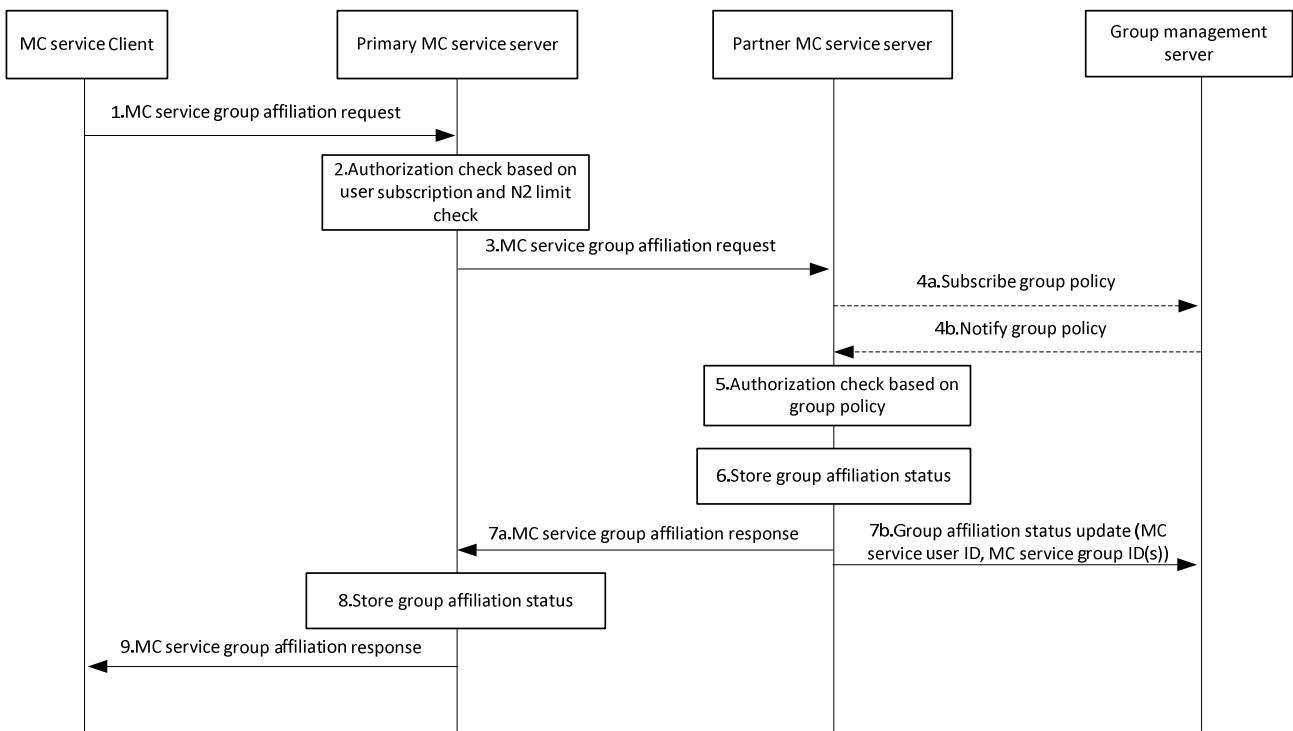 MC service Client
Primary MC service server
Partner MC service server
Group management
server
1.MC service group affiliation request
2.Authorization check based on
user subscription and N2 limit
check
3.MC service group affiliation request
4a.Subscribe group policy
4b.Notify group policy
5.Authorization check based on
group policy
6.Store group affiliation status
7a.MC service group affiliation response
7b.Group affiliation status update (MC
service user ID, MC service group ID(s))
8.Store group affiliation status
9.MC service group affiliation response